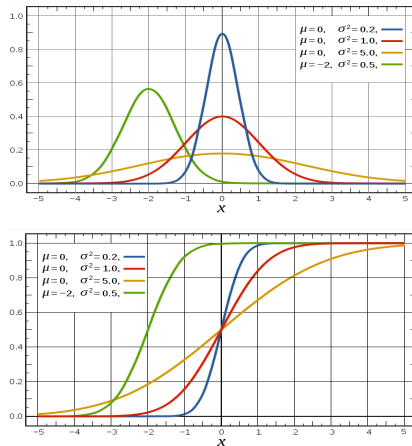 1.0
μ=0, σ²=0.2,
μ=0, σ²=1.0,
μ=0, σ²=5.0,
μ=−2, σ²=0.5,
0.8
0.6
0.4
0.2
0.0
−5 −4 −3 −2 −1 0 1 2 3 4 5
x
1.0
μ=0, σ²=0.2,
μ=0, σ²=1.0,
μ=0, σ²=5.0,
μ=−2, σ²=0.5,
0.8
0.6
0.4
0.2
0.0
−5 −4 −3 −2 −1 0 1 2 3 4 5
x